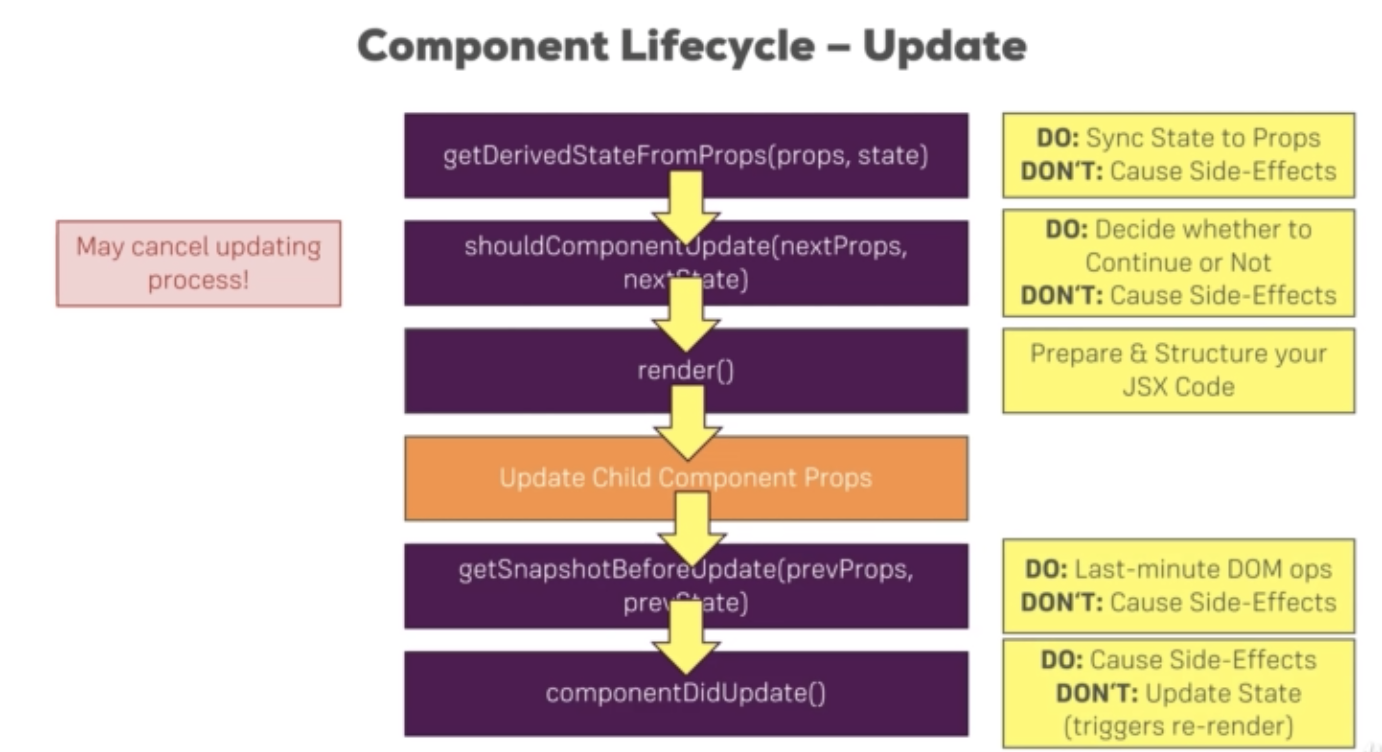 Component Lifecycle – Update
getDerivedStateFromProps(props, state)
DO: Sync State to Props
DON'T: Cause Side-Effects
May cancel updating
process!
shouldComponentUpdate(nextProps,
nextState)
DO: Decide whether to
Continue or Not
DON'T: Cause Side-Effects
render()
Prepare & Structure your
JSX Code
Update Child Component Props
getSnapshotBeforeUpdate(prevProps,
prevState)
DO: Last-minute DOM ops
DON'T: Cause Side-Effects
componentDidUpdate()
DO: Cause Side-Effects
DON'T: Update State
(triggers re-render)